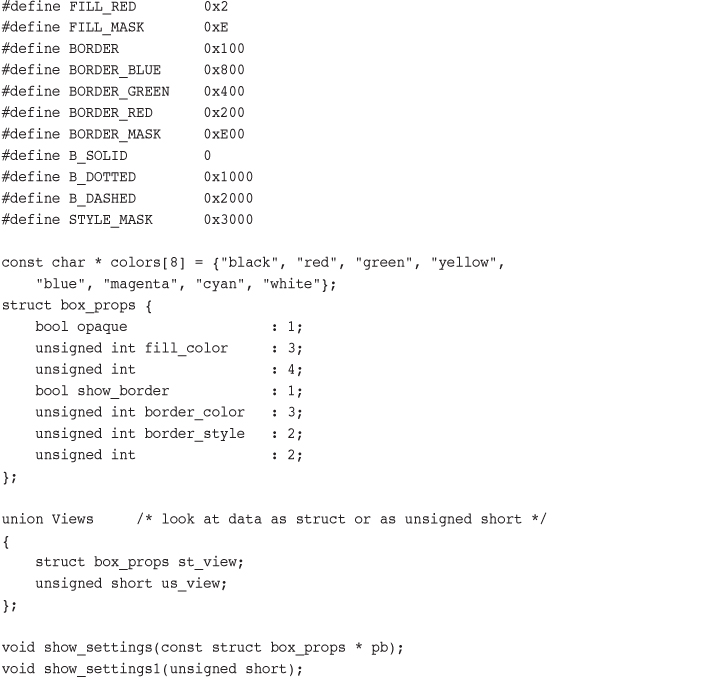 #define FILL_RED        0x2
#define FILL_MASK       0xE
#define BORDER          0x100
#define BORDER_BLUE     0x800
#define BORDER_GREEN    0x400
#define BORDER_RED      0x200
#define BORDER_MASK     0xE00
#define B_SOLID         0
#define B_DOTTED        0x1000
#define B_DASHED        0x2000
#define STYLE_MASK      0x3000

const char * colors[8] = {"black", "red", "green", "yellow",
    "blue", "magenta", "cyan", "white"};
struct box_props {
    bool opaque                 : 1;
    unsigned int fill_color     : 3;
    unsigned int                : 4;
    bool show_border            : 1;
    unsigned int border_color   : 3;
    unsigned int border_style   : 2;
    unsigned int                : 2;
};

union Views     /* look at data as struct or as unsigned short */
{
    struct box_props st_view;
    unsigned short us_view;
};

void show_settings(const struct box_props * pb);
void show_settings1(unsigned short);